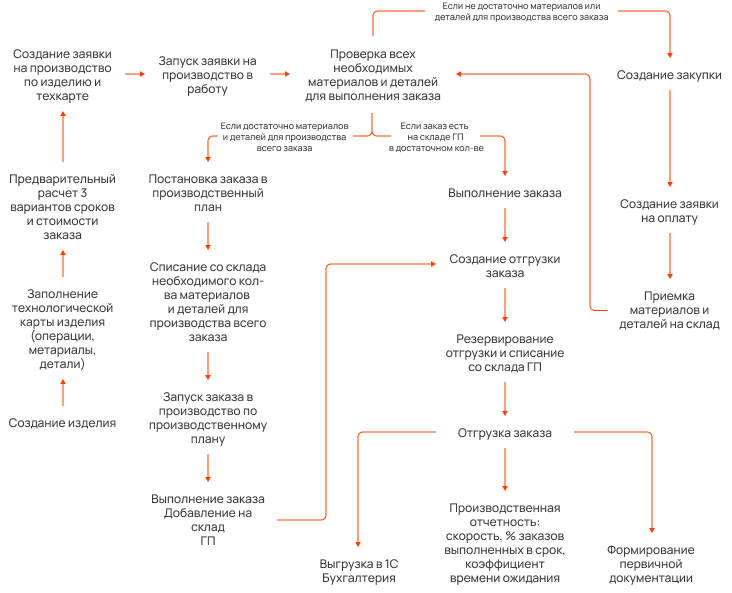 Если не достаточно материалов или
деталей для производства всего заказа
Создание заявки
на производство
по изделию и
техкарте
Запуск заявки на
производство в
работу
Проверка всех
необходимых
материалов и деталей
для выполнения заказа
Создание закупки
Если достаточно материалов
и деталей для производства
всего заказа
Если заказ есть
на складе ГП
в достаточном кол-ве
Предварительный
расчет 3
вариантов сроков
и стоимости
заказа
Постановка заказа в
производственный
план
Выполнение заказа
Создание заявки
на оплату
Списание со склада
необходимого кол-
ва материалов
и деталей для
производства всего
заказа
Создание отгрузки
заказа
Заполнение
технологической
карты изделия
(операции,
метариалы,
детали)
Приемка
материалов и
деталей на склад
Резервирование
отгрузки и списание
со склада ГП
Создание изделия
Запуск заказа в
производство по
производственному
плану
Отгрузка заказа
Выполнение заказа
Добавление на
склад
ГП
Производственная
отчетность:
скорость, % заказов
выполненных в срок,
коэффициент
времени ожидания
Выгрузка в 1С
Бухгалтерия
Формирование
первичной
документации